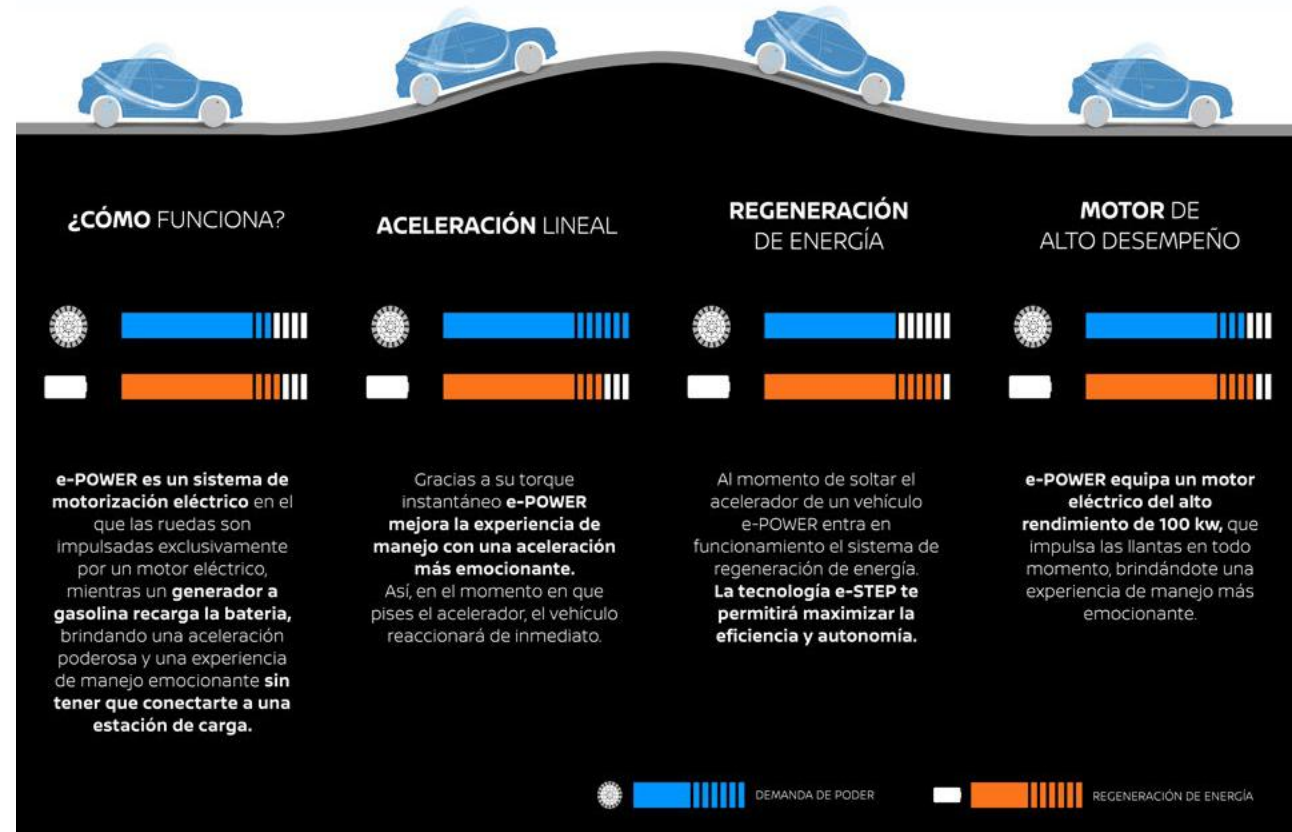 ¿CÓMO FUNCIONA?
e-POWER es un sistema de
motorización eléctrico en el
que las ruedas son
impulsadas exclusivamente
por un motor eléctrico,
mientras un generador a
gasolina recarga la bateria,
brindando una aceleración
poderosa y una experiencia
de manejo emocionante sin
tener que conectarte a una
estación de carga.
ACELERACIÓN LINEAL
Gracias a su torque
instantáneo e-POWER
mejora la experiencia de
manejo con una aceleración
más emocionante.
Así, en el momento en que
pises el acelerador, el vehículo
reaccionará de inmediato.
REGENERACIÓN
DE ENERGÍA
Al momento de soltar el
acelerador de un vehículo
e-POWER entra en
funcionamiento el sistema de
regeneración de energía.
La tecnología e-STEP te
permitirá maximizar la
eficiencia y autonomía.
MOTOR DE
ALTO DESEMPEÑO
e-POWER equipa un motor
eléctrico del alto
rendimiento de 100 kw, que
impulsa las llantas en todo
momento, brindándote una
experiencia de manejo más
emocionante.
DEMANDA DE PODER
REGENERACIÓN DE ENERGÍA